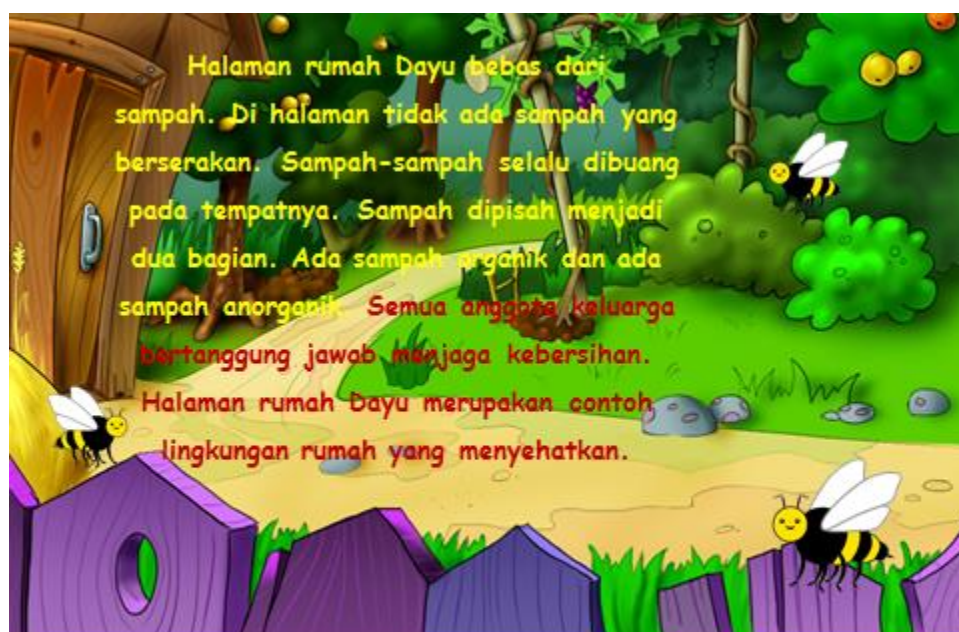 Halaman rumah Dayu bebas dari
sampah. Di halaman tidak ada sampah yang
berserakan. Sampah-sampah selalu dibuang
pada tempatnya. Sampah dipisah menjadi
dua bagian. Ada sampah organik dan ada
sampah anorganik. Semua anggota keluarga
bertanggung jawab menjaga kebersihan.
Halaman rumah Dayu merupakan contoh
lingkungan rumah yang menyehatkan.